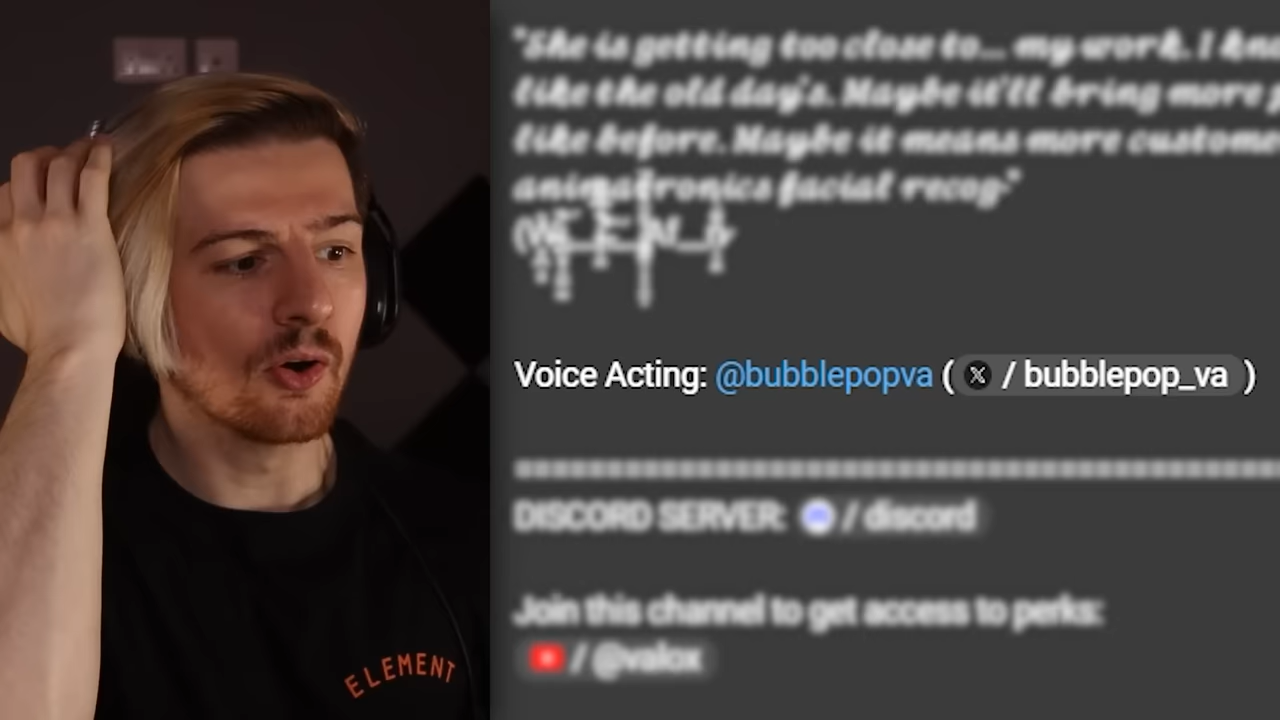 "She is getting too close to... my work. I
like the old day's. Maybe it'll bring more
like before. Maybe it means more
animatronics facial recog-"
Voice Acting: @bubblepopva ( X / bubblepop_va )
==========================================
DISCORD SERVER: / discord
Join this channel to get access to perks:
/ @valox
ELEMENT